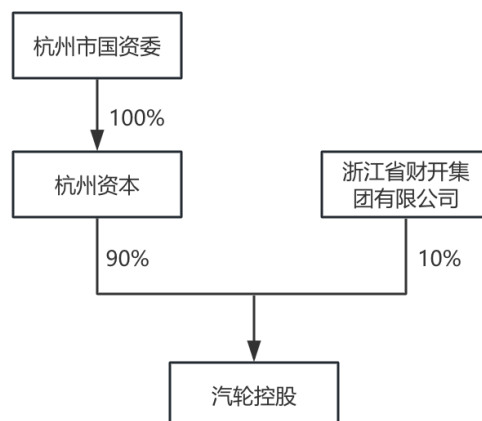 杭州市国资委
100%
杭州资本
浙江省财开集
团有限公司
90%
10%
汽轮控股